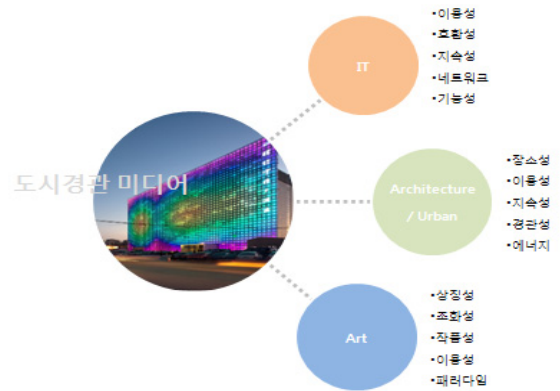 •이용성
•호환성
•지속성
•네트워크
•기능성
IT
도시경관 미디어
Architecture
/ Urban
•장소성
•이용성
•지속성
•경관성
•에너지
Art
•상징성
•조화성
•작품성
•이용성
•패러다임